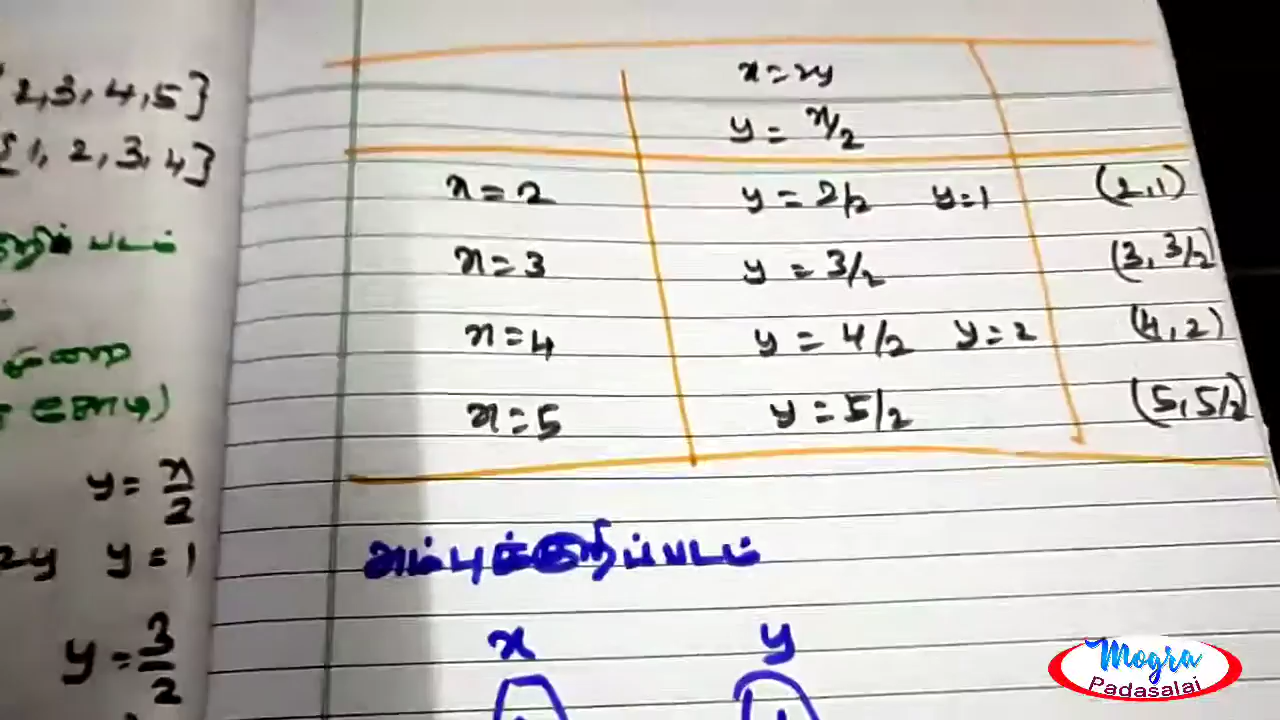 2,3,4,5}
{1, 2, 3, 4}
குறிப் படம்
y = x/2
2y y = 1
y = 3/2
x = 2y
y = x/2
x = 2 y = 2/2 y=1 (2,1)
x = 3 y = 3/2 (3, 3/2)
x = 4 y = 4/2 y = 2 (4, 2)
x = 5 y = 5/2 (5, 5/2)
அம்புக்குறிப்படம்
x y
Mogra
Padasalai